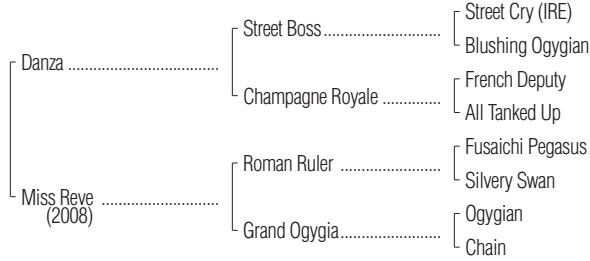 Street Cry (IRE)
Street Boss
Blushing Ogygian
Danza
French Deputy
Champagne Royale
All Tanked Up
Fusaichi Pegasus
Roman Ruler
Silvery Swan
Miss Reve
(2008)
Ogygian
Grand Ogygia
Chain